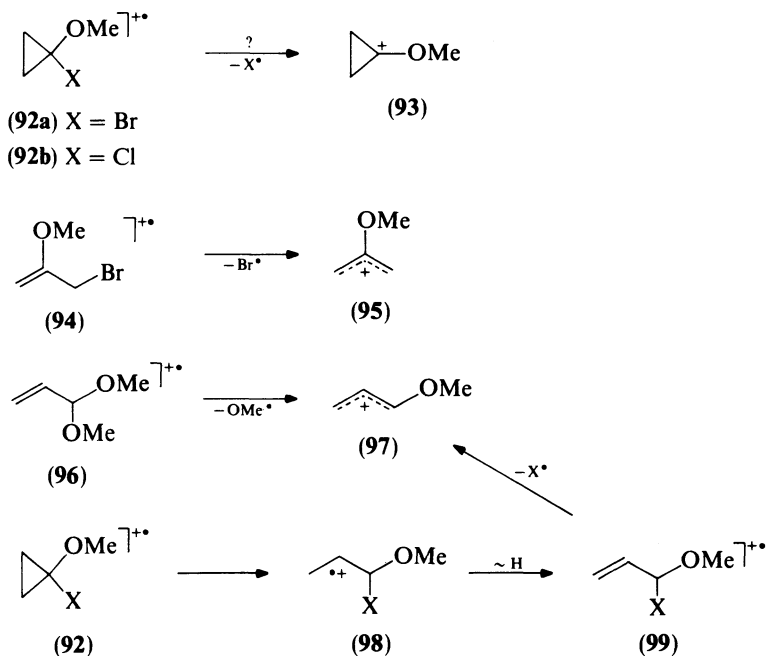 OMe ]+•
X
?
−X•
+ OMe
(93)
(92a) X = Br
(92b) X = Cl
OMe ]+•
Br
(94)
−Br•
OMe
+
(95)
OMe ]+•
OMe
(96)
−OMe•
OMe
+
(97)
−X•
OMe ]+•
X
(92)
•+ OMe
X
(98)
~ H
OMe ]+•
X
(99)